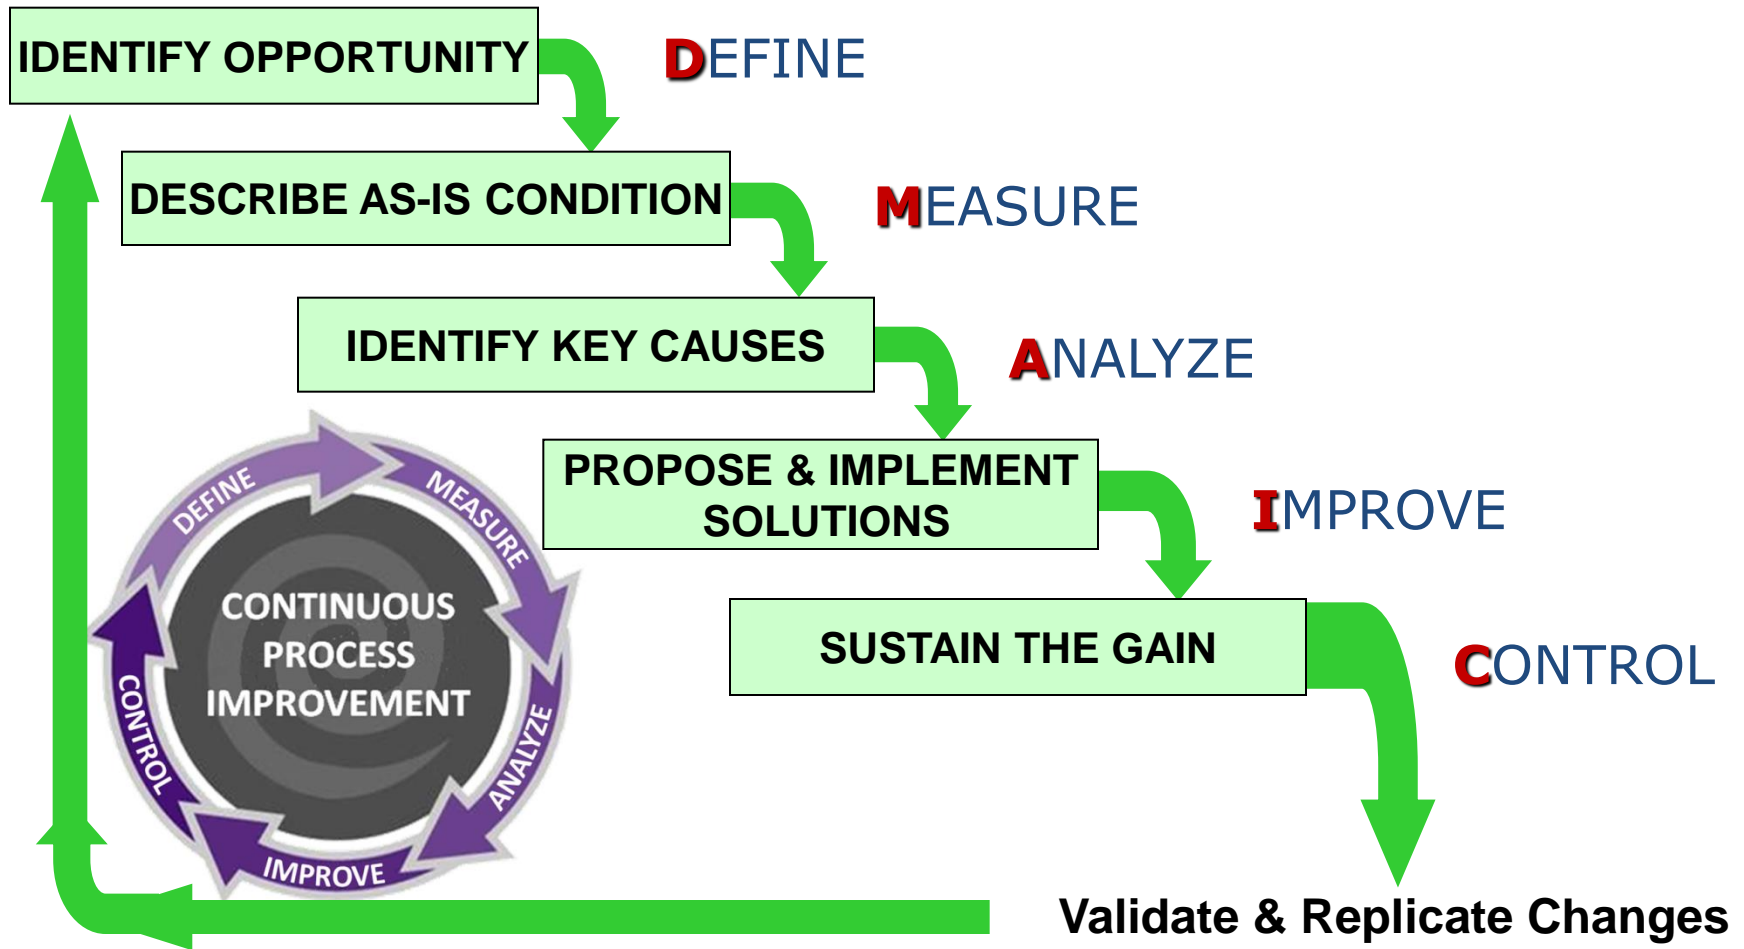 IDENTIFY OPPORTUNITY
DEFINE
DESCRIBE AS-IS CONDITION
MEASURE
IDENTIFY KEY CAUSES
ANALYZE
PROPOSE & IMPLEMENT
SOLUTIONS
IMPROVE
SUSTAIN THE GAIN
CONTROL
DEFINE
MEASURE
ANALYZE
IMPROVE
CONTROL
CONTINUOUS
PROCESS
IMPROVEMENT
Validate & Replicate Changes